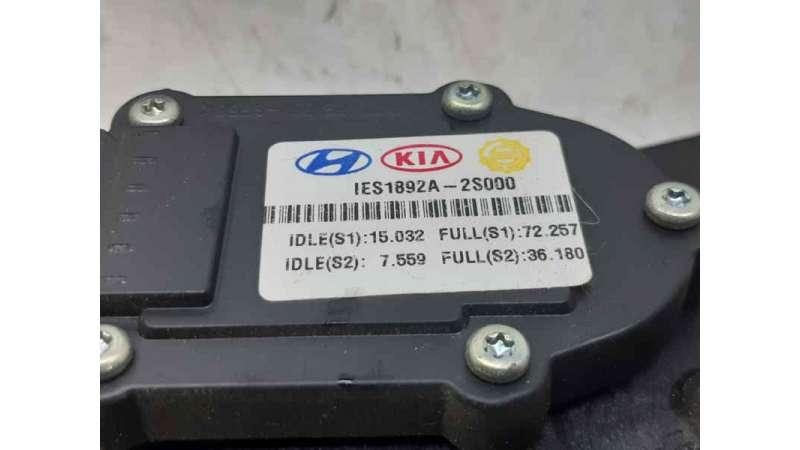 KIA
IES1892A-2S000
IDLE(S1):15.032 FULL(S1):72.257
IDLE(S2): 7.559 FULL(S2):36.180